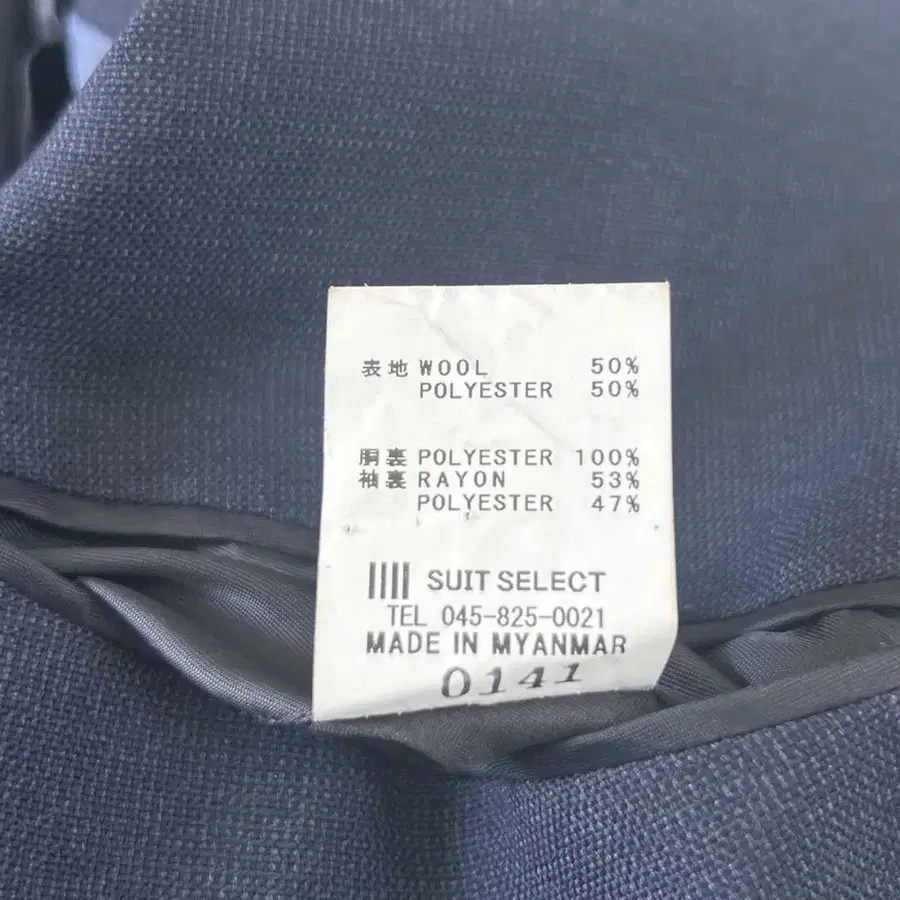 表地 WOOL 50%
POLYESTER 50%
胴裏 POLYESTER 100%
袖裏 RAYON 53%
POLYESTER 47%
SUIT SELECT
TEL 045-825-0021
MADE IN MYANMAR
0141